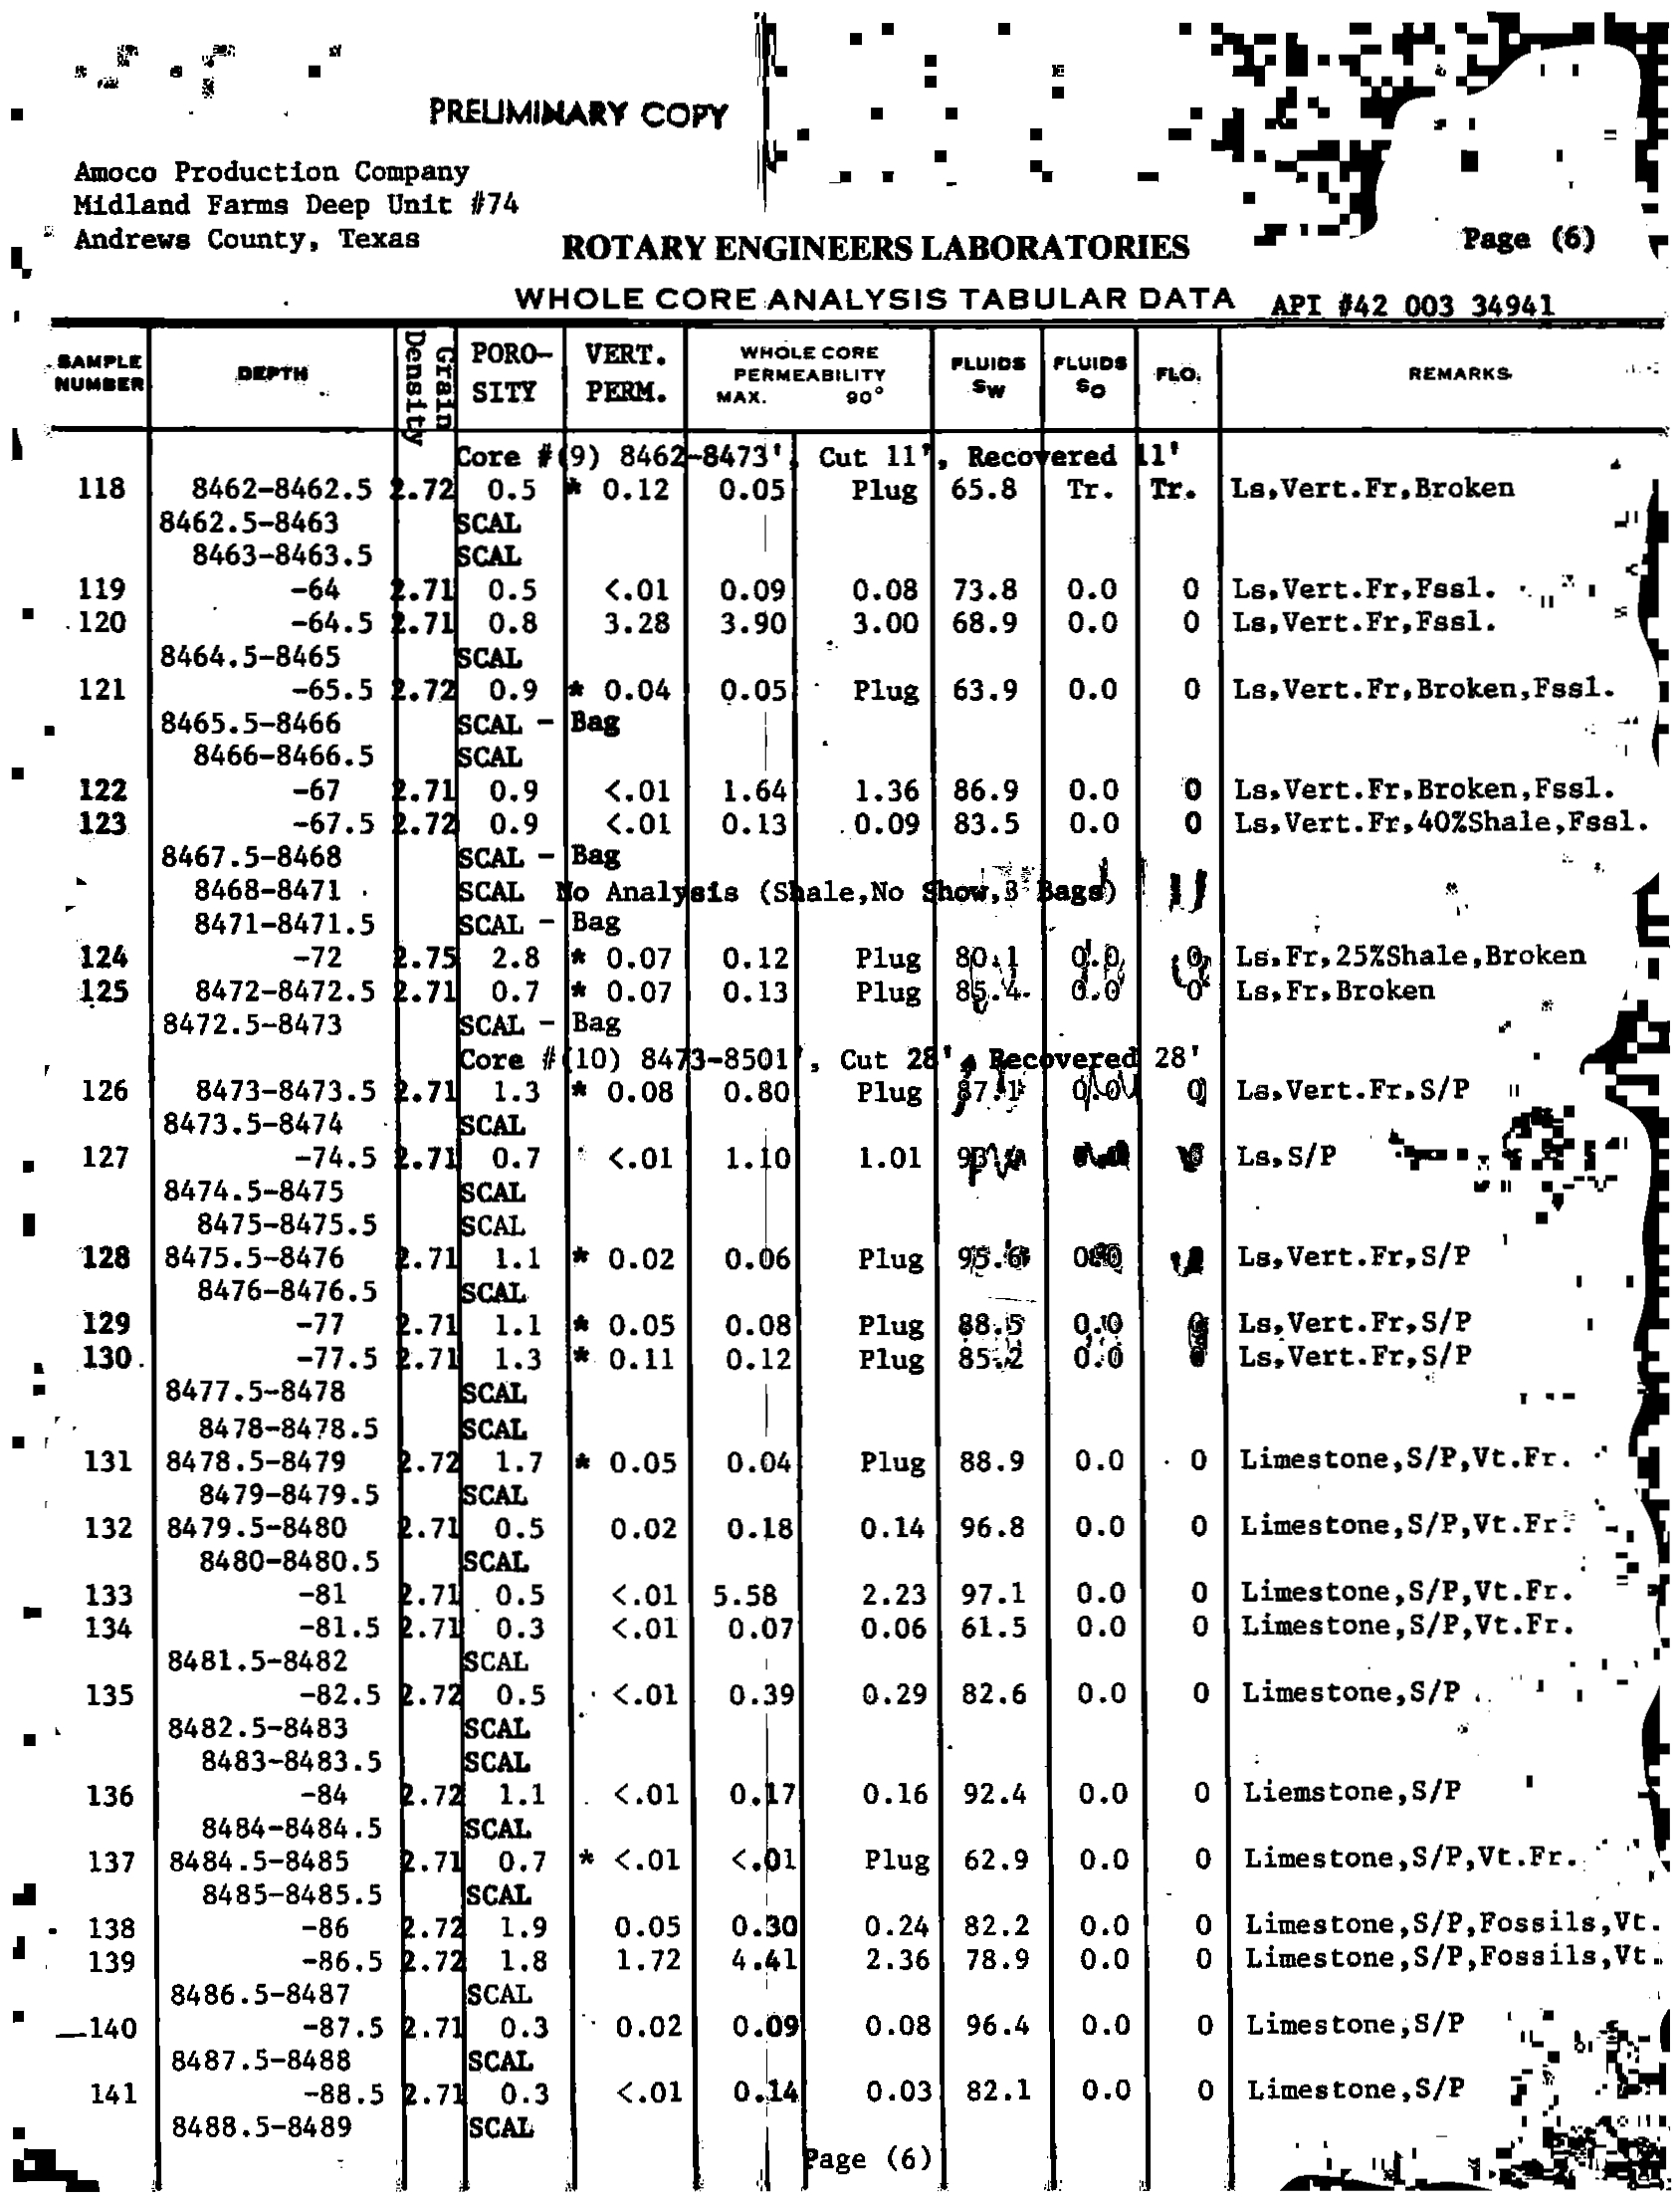 PRELIMINARY COPY
Amoco Production Company
Midland Farms Deep Unit #74
Andrews County, Texas
ROTARY ENGINEERS LABORATORIES
Page (6)
WHOLE CORE ANALYSIS TABULAR DATA API #42 003 34941
SAMPLE NUMBER DEPTH Grain Density PORO-SITY VERT. PERM. WHOLE CORE PERMEABILITY MAX. 90° FLUIDS Sw FLUIDS So FLO. REMARKS
Core #(9) 8462-8473', Cut 11', Recovered 11'
118 8462-8462.5 2.72 0.5 * 0.12 0.05 Plug 65.8 Tr. Tr. Ls,Vert.Fr,Broken
8462.5-8463 SCAL
8463-8463.5 SCAL
119 -64 2.71 0.5 <.01 0.09 0.08 73.8 0.0 0 Ls,Vert.Fr,Fssl.
120 -64.5 2.71 0.8 3.28 3.90 3.00 68.9 0.0 0 Ls,Vert.Fr,Fssl.
8464.5-8465 SCAL
121 -65.5 2.72 0.9 * 0.04 0.05 Plug 63.9 0.0 0 Ls,Vert.Fr,Broken,Fssl.
8465.5-8466 SCAL - Bag
8466-8466.5 SCAL
122 -67 2.71 0.9 <.01 1.64 1.36 86.9 0.0 0 Ls,Vert.Fr,Broken,Fssl.
123 -67.5 2.72 0.9 <.01 0.13 0.09 83.5 0.0 0 Ls,Vert.Fr,40%Shale,Fssl.
8467.5-8468 SCAL - Bag
8468-8471 SCAL No Analysis (Shale,No Show,3 Bags)
8471-8471.5 SCAL - Bag
124 -72 2.75 2.8 * 0.07 0.12 Plug 80.1 0.0 0 Ls,Fr,25%Shale,Broken
125 8472-8472.5 2.71 0.7 * 0.07 0.13 Plug 85.4 0.0 0 Ls,Fr,Broken
8472.5-8473 SCAL - Bag
Core #(10) 8473-8501', Cut 28', Recovered 28'
126 8473-8473.5 2.71 1.3 * 0.08 0.80 Plug 87.1 0.0 0 Ls,Vert.Fr,S/P
8473.5-8474 SCAL
127 -74.5 2.71 0.7 <.01 1.10 1.01 Ls,S/P
8474.5-8475 SCAL
8475-8475.5 SCAL
128 8475.5-8476 2.71 1.1 * 0.02 0.06 Plug 95.6 0.0 Ls,Vert.Fr,S/P
8476-8476.5 SCAL
129 -77 2.71 1.1 * 0.05 0.08 Plug 88.5 0.0 0 Ls,Vert.Fr,S/P
130 -77.5 2.71 1.3 * 0.11 0.12 Plug 85.2 0.0 Ls,Vert.Fr,S/P
8477.5-8478 SCAL
8478-8478.5 SCAL
131 8478.5-8479 2.72 1.7 * 0.05 0.04 Plug 88.9 0.0 0 Limestone,S/P,Vt.Fr.
8479-8479.5 SCAL
132 8479.5-8480 2.71 0.5 0.02 0.18 0.14 96.8 0.0 0 Limestone,S/P,Vt.Fr.
8480-8480.5 SCAL
133 -81 2.71 0.5 <.01 5.58 2.23 97.1 0.0 0 Limestone,S/P,Vt.Fr.
134 -81.5 2.71 0.3 <.01 0.07 0.06 61.5 0.0 0 Limestone,S/P,Vt.Fr.
8481.5-8482 SCAL
135 -82.5 2.72 0.5 <.01 0.39 0.29 82.6 0.0 0 Limestone,S/P
8482.5-8483 SCAL
8483-8483.5 SCAL
136 -84 2.72 1.1 <.01 0.17 0.16 92.4 0.0 0 Liemstone,S/P
8484-8484.5 SCAL
137 8484.5-8485 2.71 0.7 * <.01 <.01 Plug 62.9 0.0 0 Limestone,S/P,Vt.Fr.
8485-8485.5 SCAL
138 -86 2.72 1.9 0.05 0.30 0.24 82.2 0.0 0 Limestone,S/P,Fossils,Vt.
139 -86.5 2.72 1.8 1.72 4.41 2.36 78.9 0.0 0 Limestone,S/P,Fossils,Vt.
8486.5-8487 SCAL
140 -87.5 2.71 0.3 0.02 0.09 0.08 96.4 0.0 0 Limestone,S/P
8487.5-8488 SCAL
141 -88.5 2.71 0.3 <.01 0.14 0.03 82.1 0.0 0 Limestone,S/P
8488.5-8489 SCAL
Page (6)